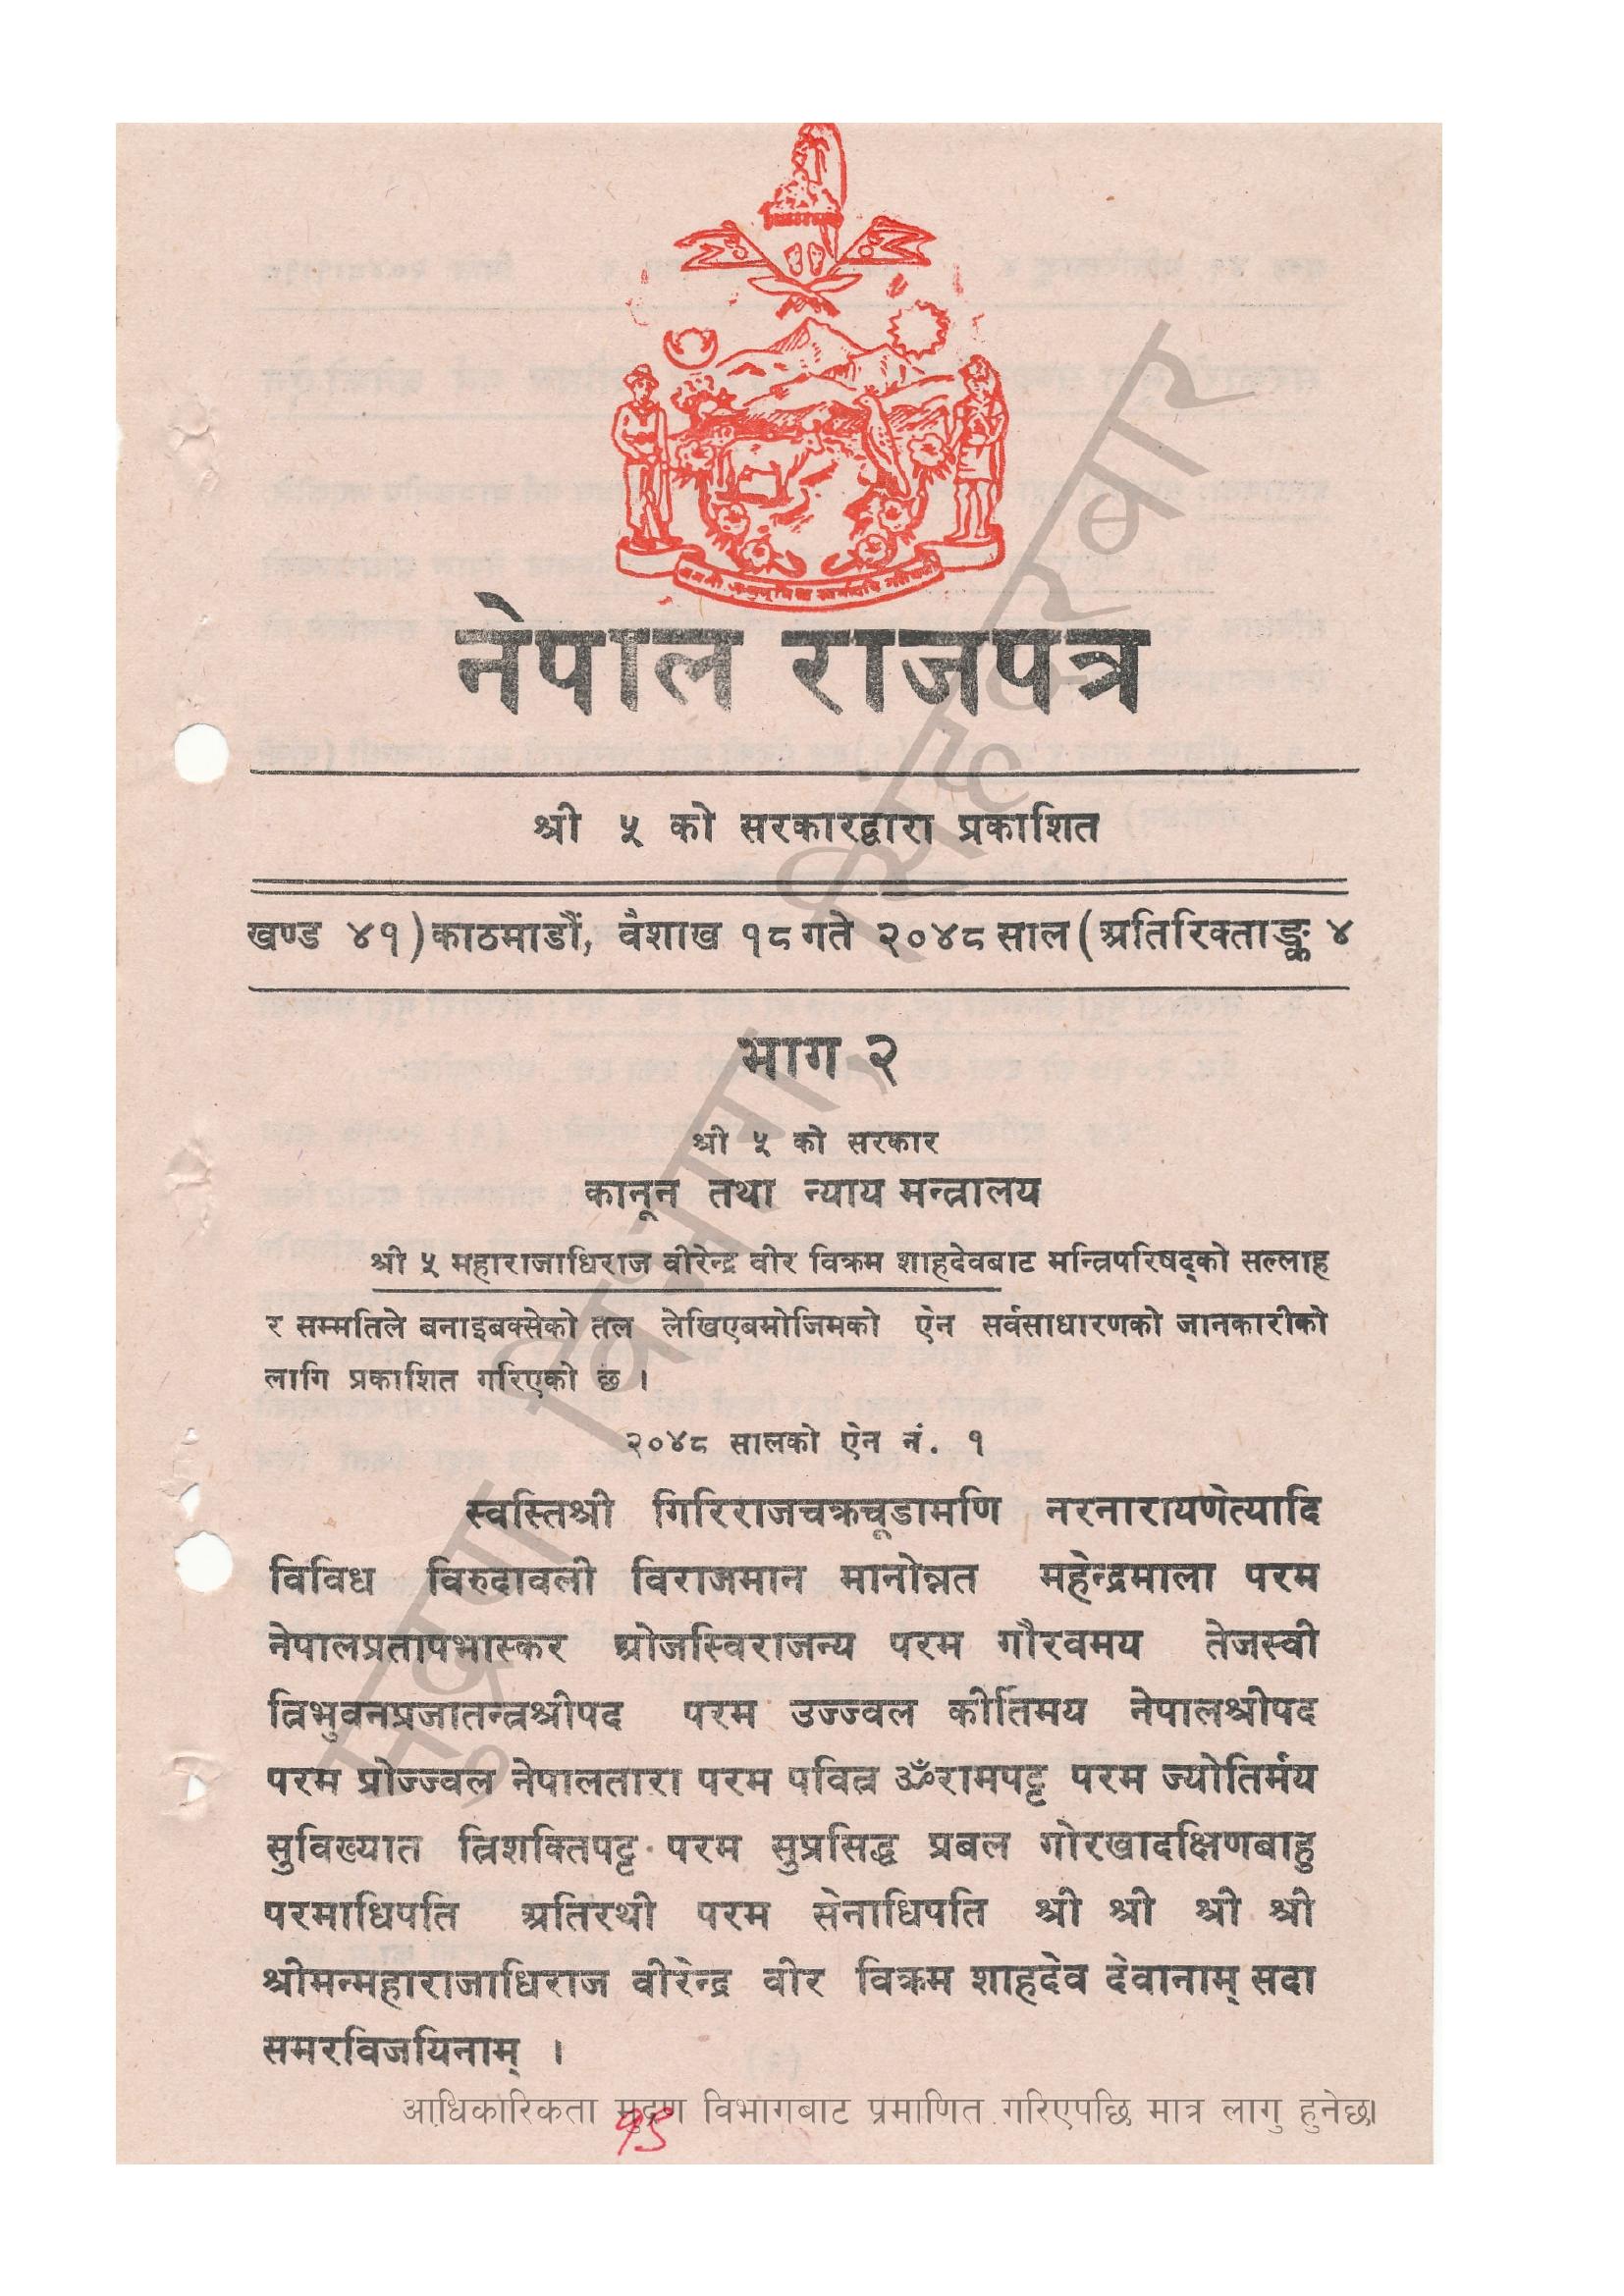 नेपाल राजपत्र
श्री ५ को सरकारद्वारा प्रकाशित
खण्ड ४१) काठमाडौं, वैशाख १८ गते २०४८ साल (अतिरिक्ताङ्क ४
भाग २
श्री ५ को सरकार
कानून तथा न्याय मन्त्रालय
श्री ५ महाराजाधिराज वीरेन्द्र वीर विक्रम शाहदेवबाट मन्त्रिपरिषद्को सल्लाह
र सम्मतिले बनाइबक्सेको तल लेखिएबमोजिमको ऐन सर्वसाधारणको जानकारीको
लागि प्रकाशित गरिएको छ ।
२०४८ सालको ऐन नं. १
स्वस्तिश्री गिरिराजचक्रचूडामणि नरनारायणेत्यादि
विविध विरुदावली विराजमान मानोन्नत महेन्द्रमाला परम
नेपालप्रतापभास्कर ओजस्विराजन्य परम गौरवमय तेजस्वी
त्रिभुवनप्रजातन्त्रश्रीपद परम उज्ज्वल कीर्तिमय नेपालश्रीपद
परम प्रोज्ज्वल नेपालतारा परम पवित्र ॐरामपट्ट परम ज्योतिर्मय
सुविख्यात त्रिशक्तिपट्ट परम सुप्रसिद्ध प्रबल गोरखादक्षिणबाहु
परमाधिपति अतिरथी परम सेनाधिपति श्री श्री श्री श्री
श्रीमन्महाराजाधिराज वीरेन्द्र वीर विक्रम शाहदेव देवानाम् सदा
समरविजयिनाम् ।
आधिकारिकता मुद्रण विभागबाट प्रमाणित गरिएपछि मात्र लागु हुनेछ।
मुद्रण विभाग, सिंहदरबार